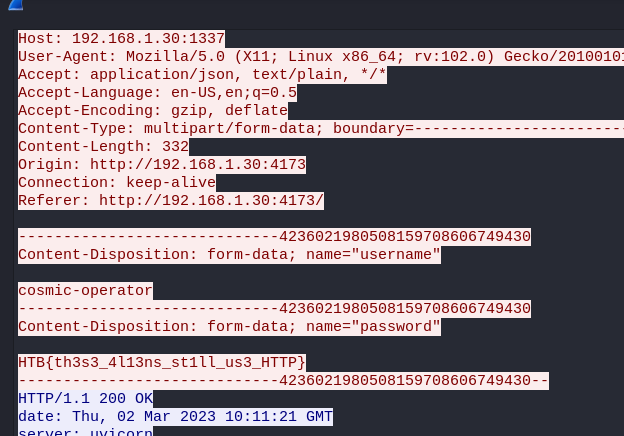 Host: 192.168.1.30:1337
User-Agent: Mozilla/5.0 (X11; Linux x86_64; rv:102.0) Gecko/20100101
Accept: application/json, text/plain, */*
Accept-Language: en-US,en;q=0.5
Accept-Encoding: gzip, deflate
Content-Type: multipart/form-data; boundary=-----------------------
Content-Length: 332
Origin: http://192.168.1.30:4173
Connection: keep-alive
Referer: http://192.168.1.30:4173/
-----------------------------4236021980508159708606749430
Content-Disposition: form-data; name="username"
cosmic-operator
-----------------------------4236021980508159708606749430
Content-Disposition: form-data; name="password"
HTB{th3s3_4l13ns_st1ll_us3_HTTP}
-----------------------------4236021980508159708606749430--
HTTP/1.1 200 OK
date: Thu, 02 Mar 2023 10:11:21 GMT
server: uvicorn